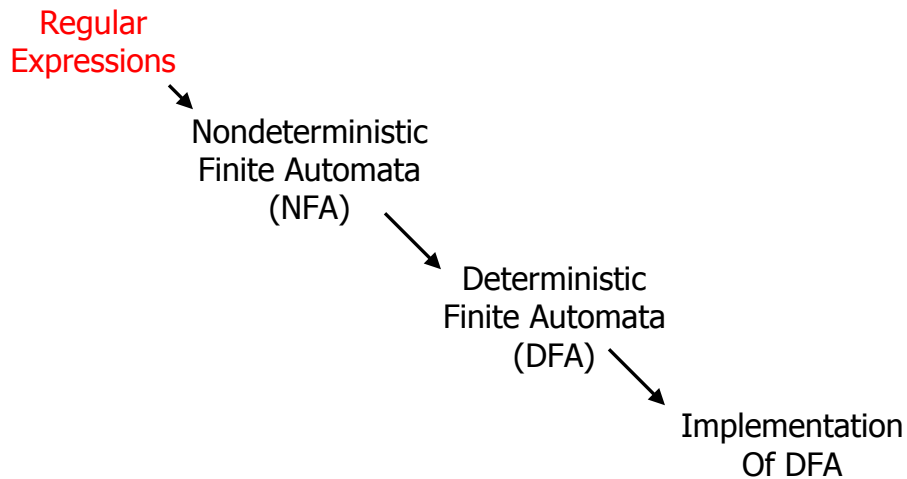 Regular
Expressions
Nondeterministic
Finite Automata
(NFA)
Deterministic
Finite Automata
(DFA)
Implementation
Of DFA